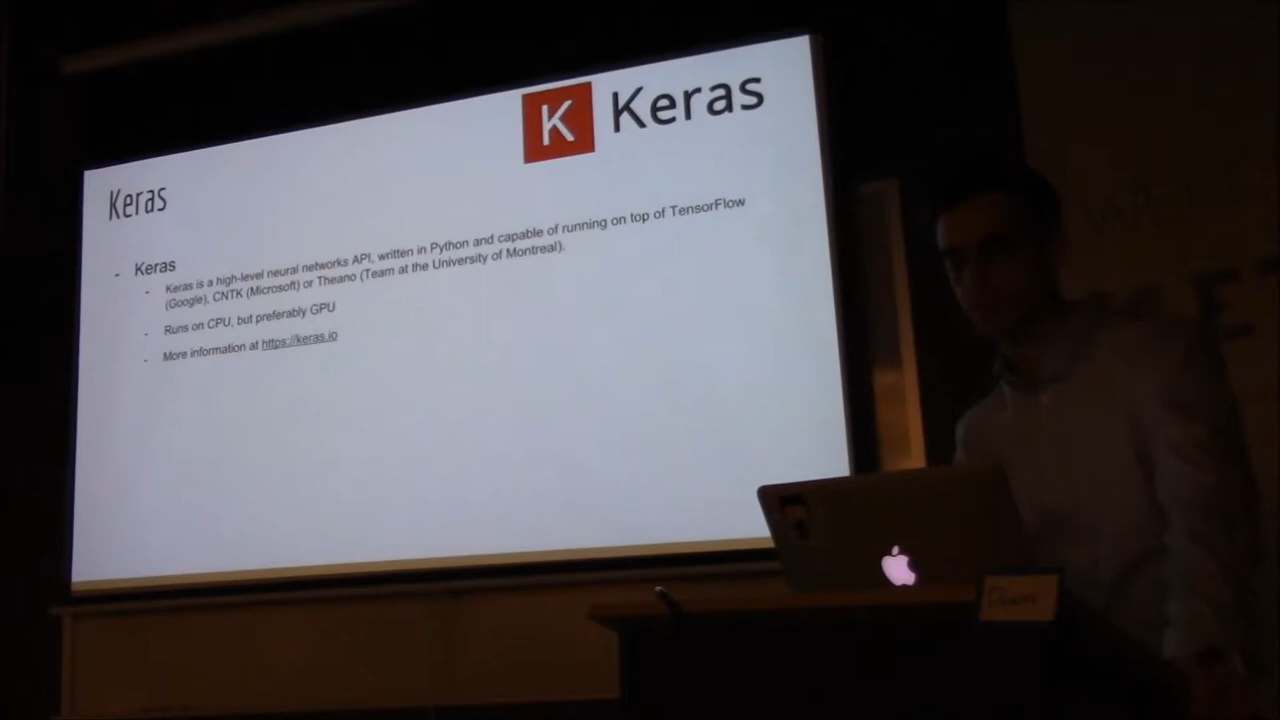 K Keras
Keras
- Keras
- Keras is a high-level neural networks API, written in Python and capable of running on top of TensorFlow
(Google), CNTK (Microsoft) or Theano (Team at the University of Montreal).
- Runs on CPU, but preferably GPU
- More information at https://keras.io